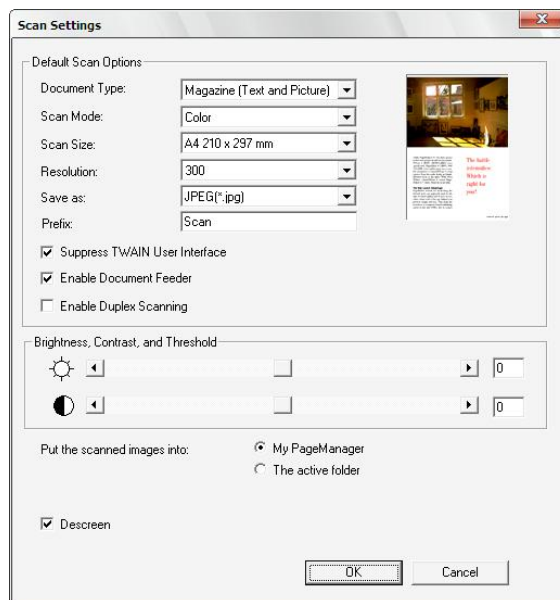 Scan Settings
Default Scan Options
Document Type: Magazine (Text and Picture)
Scan Mode: Color
Scan Size: A4 210 x 297 mm
Resolution: 300
Save as: JPEG(*.jpg)
Prefix: Scan
Suppress TWAIN User Interface
Enable Document Feeder
Enable Duplex Scanning
The build-
Which is
right for
you?
Brightness, Contrast, and Threshold
0
0
Put the scanned images into: My PageManager
The active folder
Descreen
OK Cancel